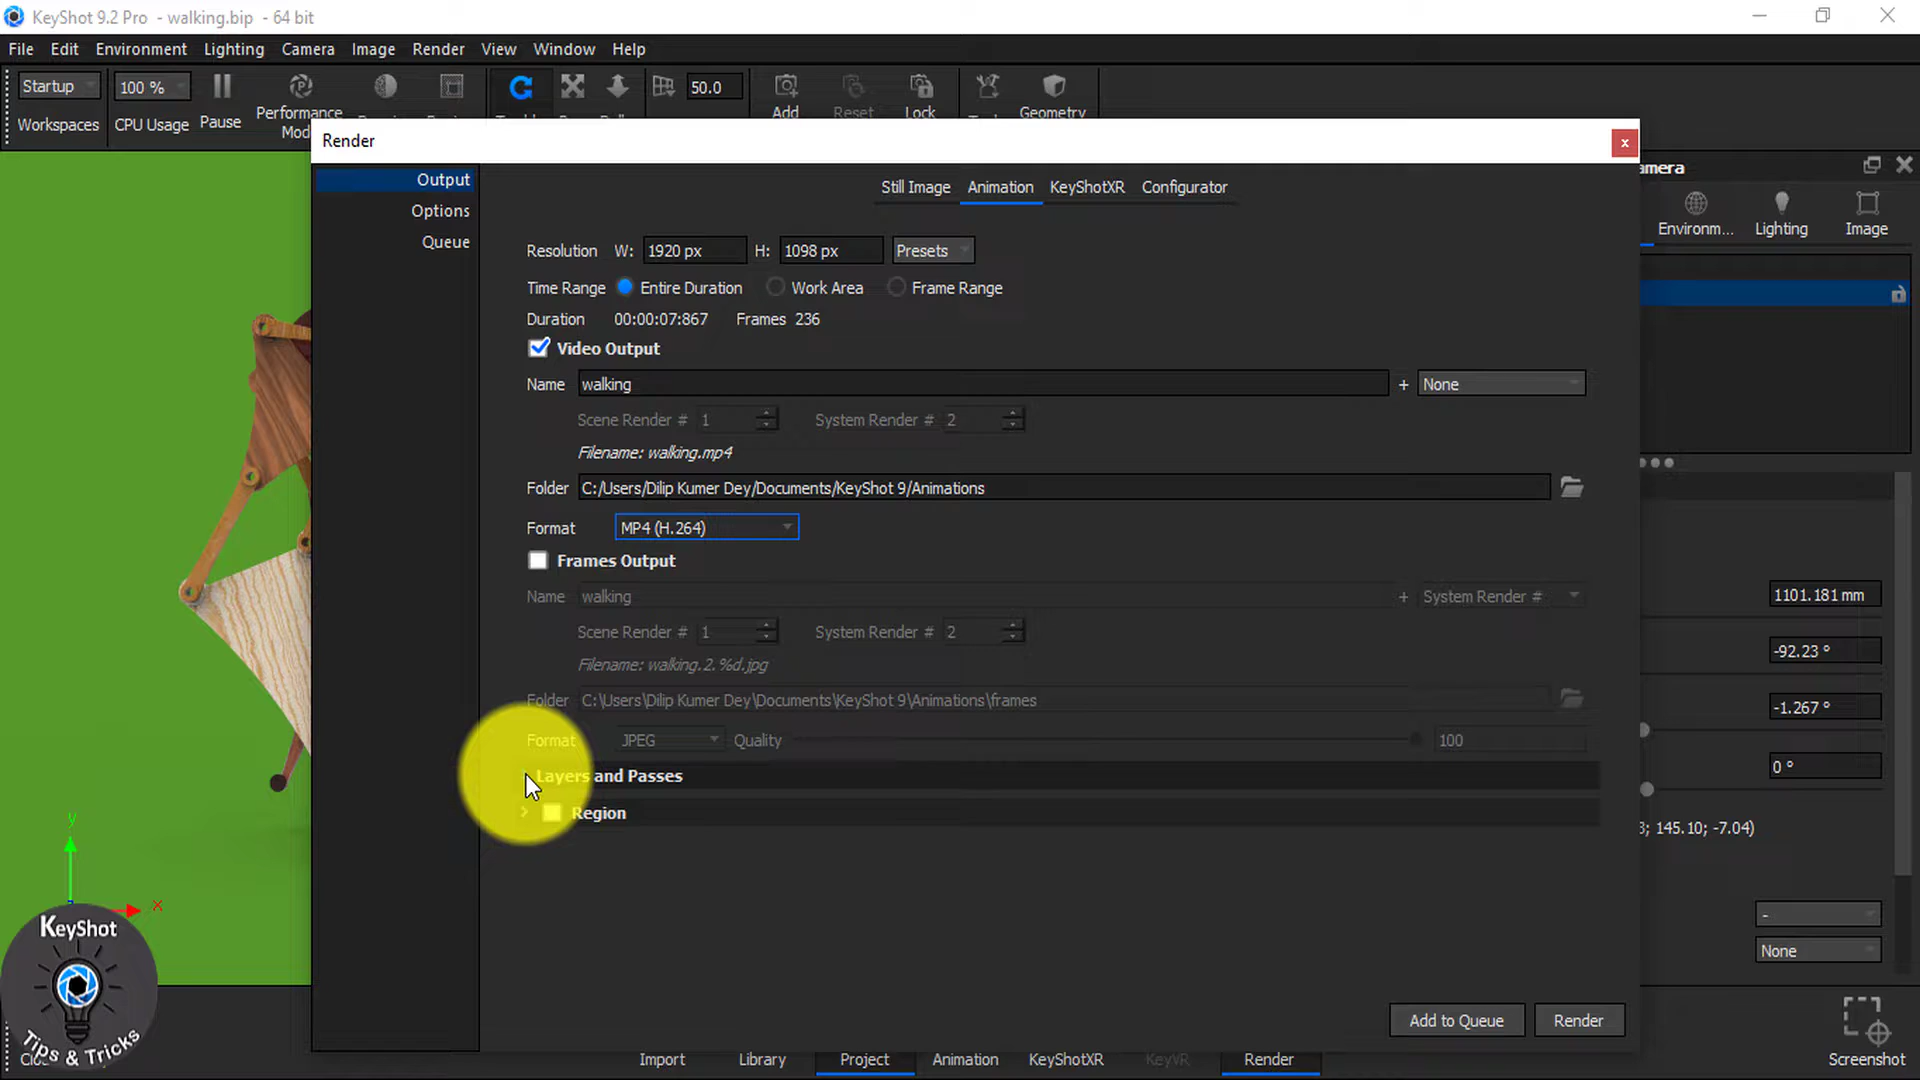 KeyShot 9.2 Pro - walking.bip - 64 bit
File Edit Environment Lighting Camera Image Render View Window Help
Startup 100 % 50.0
Workspaces CPU Usage Pause Performance Add Reset Lock Geometry
Render
Output
Options
Queue
Still Image Animation KeyShotXR Configurator
Resolution W: 1920 px H: 1098 px Presets
Time Range Entire Duration Work Area Frame Range
Duration 00:00:07:867 Frames 236
Video Output
Name walking + None
Scene Render # 1 System Render # 2
Filename: walking.mp4
Folder C:/Users/Dilip Kumer Dey/Documents/KeyShot 9/Animations
Format MP4 (H.264)
Frames Output
Name walking + System Render #
Scene Render # 1 System Render # 2
Filename: walking.2.%d.jpg
Folder C:\Users\Dilip Kumer Dey\Documents\KeyShot 9\Animations\frames
Format JPEG Quality 100
Layers and Passes
Region
Add to Queue Render
Environm... Lighting Image
1101.181 mm
-92.23 °
-1.267 °
0 °
; 145.10; -7.04)
-
None
y
x
KeyShot
Tips & Tricks
Import Library Project Animation KeyShotXR KeyVR Render Screenshot